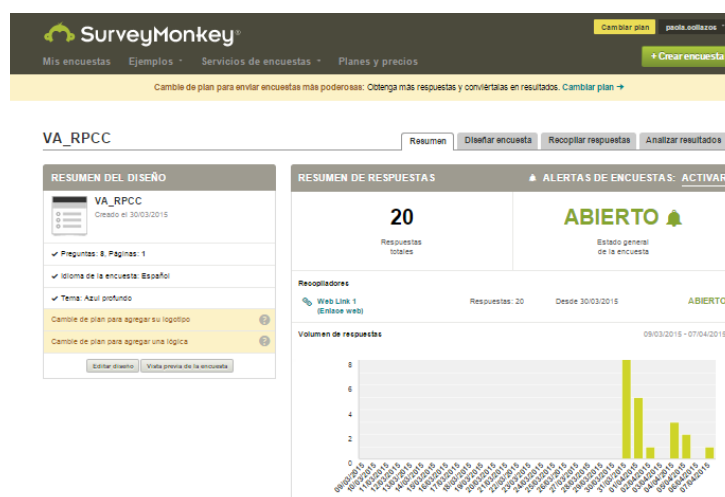 SurveyMonkey®
Cambiar plan
Mis encuestas Ejemplos Servicios de encuestas Planes y precios
+ Crear encuesta
Cambie de plan para enviar encuestas más poderosas: Obtenga más respuestas y conviértalas en resultados. Cambiar plan →
VA_RPCC
Resumen Diseñar encuesta Recopilar respuestas Analizar resultados
RESUMEN DEL DISEÑO
VA_RPCC
Creado el 30/03/2015
Preguntas: 8, Páginas: 1
Idioma de la encuesta: Español
Tema: Azul profundo
Cambie de plan para agregar su logotipo ?
Cambie de plan para agregar una lógica ?
Editar diseño Vista previa de la encuesta
RESUMEN DE RESPUESTAS ALERTAS DE ENCUESTAS: ACTIVAR
20 ABIERTO
Respuestas totales
Estado general de la encuesta
Recopiladores
Web Link 1 Respuestas: 20 Desde 30/03/2015 ABIERTO
(Enlace web)
Volumen de respuestas 09/03/2015 - 07/04/2015
8
6
4
2
0